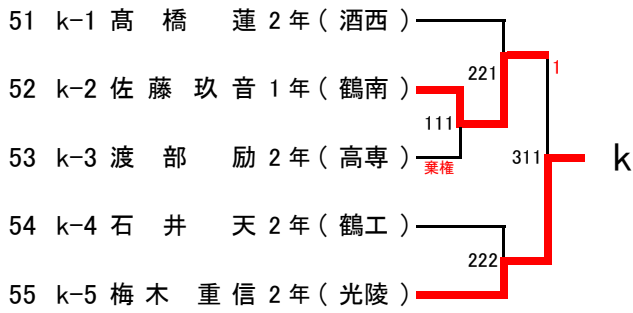 51 k-1 髙橋 蓮 2年(酒西)
221
1
52 k-2 佐藤 玖音 1年(鶴南)
111
53 k-3 渡部 励 2年(高専)
棄権
311
k
54 k-4 石井 天 2年(鶴工)
222
55 k-5 梅木 重信 2年(光陵)